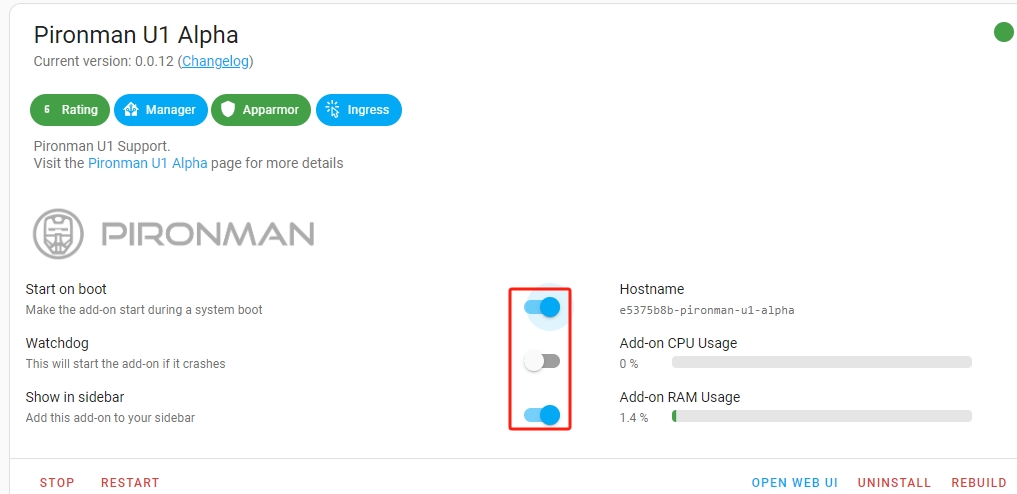 Pironman U1 Alpha
Current version: 0.0.12 (Changelog)
6 Rating
Manager
Apparmor
Ingress
Pironman U1 Support.
Visit the Pironman U1 Alpha page for more details
PIRONMAN
Start on boot
Make the add-on start during a system boot
Hostname
e5375b8b-pironman-u1-alpha
Watchdog
This will start the add-on if it crashes
Add-on CPU Usage
0 %
Show in sidebar
Add this add-on to your sidebar
Add-on RAM Usage
1.4 %
STOP
RESTART
OPEN WEB UI
UNINSTALL
REBUILD